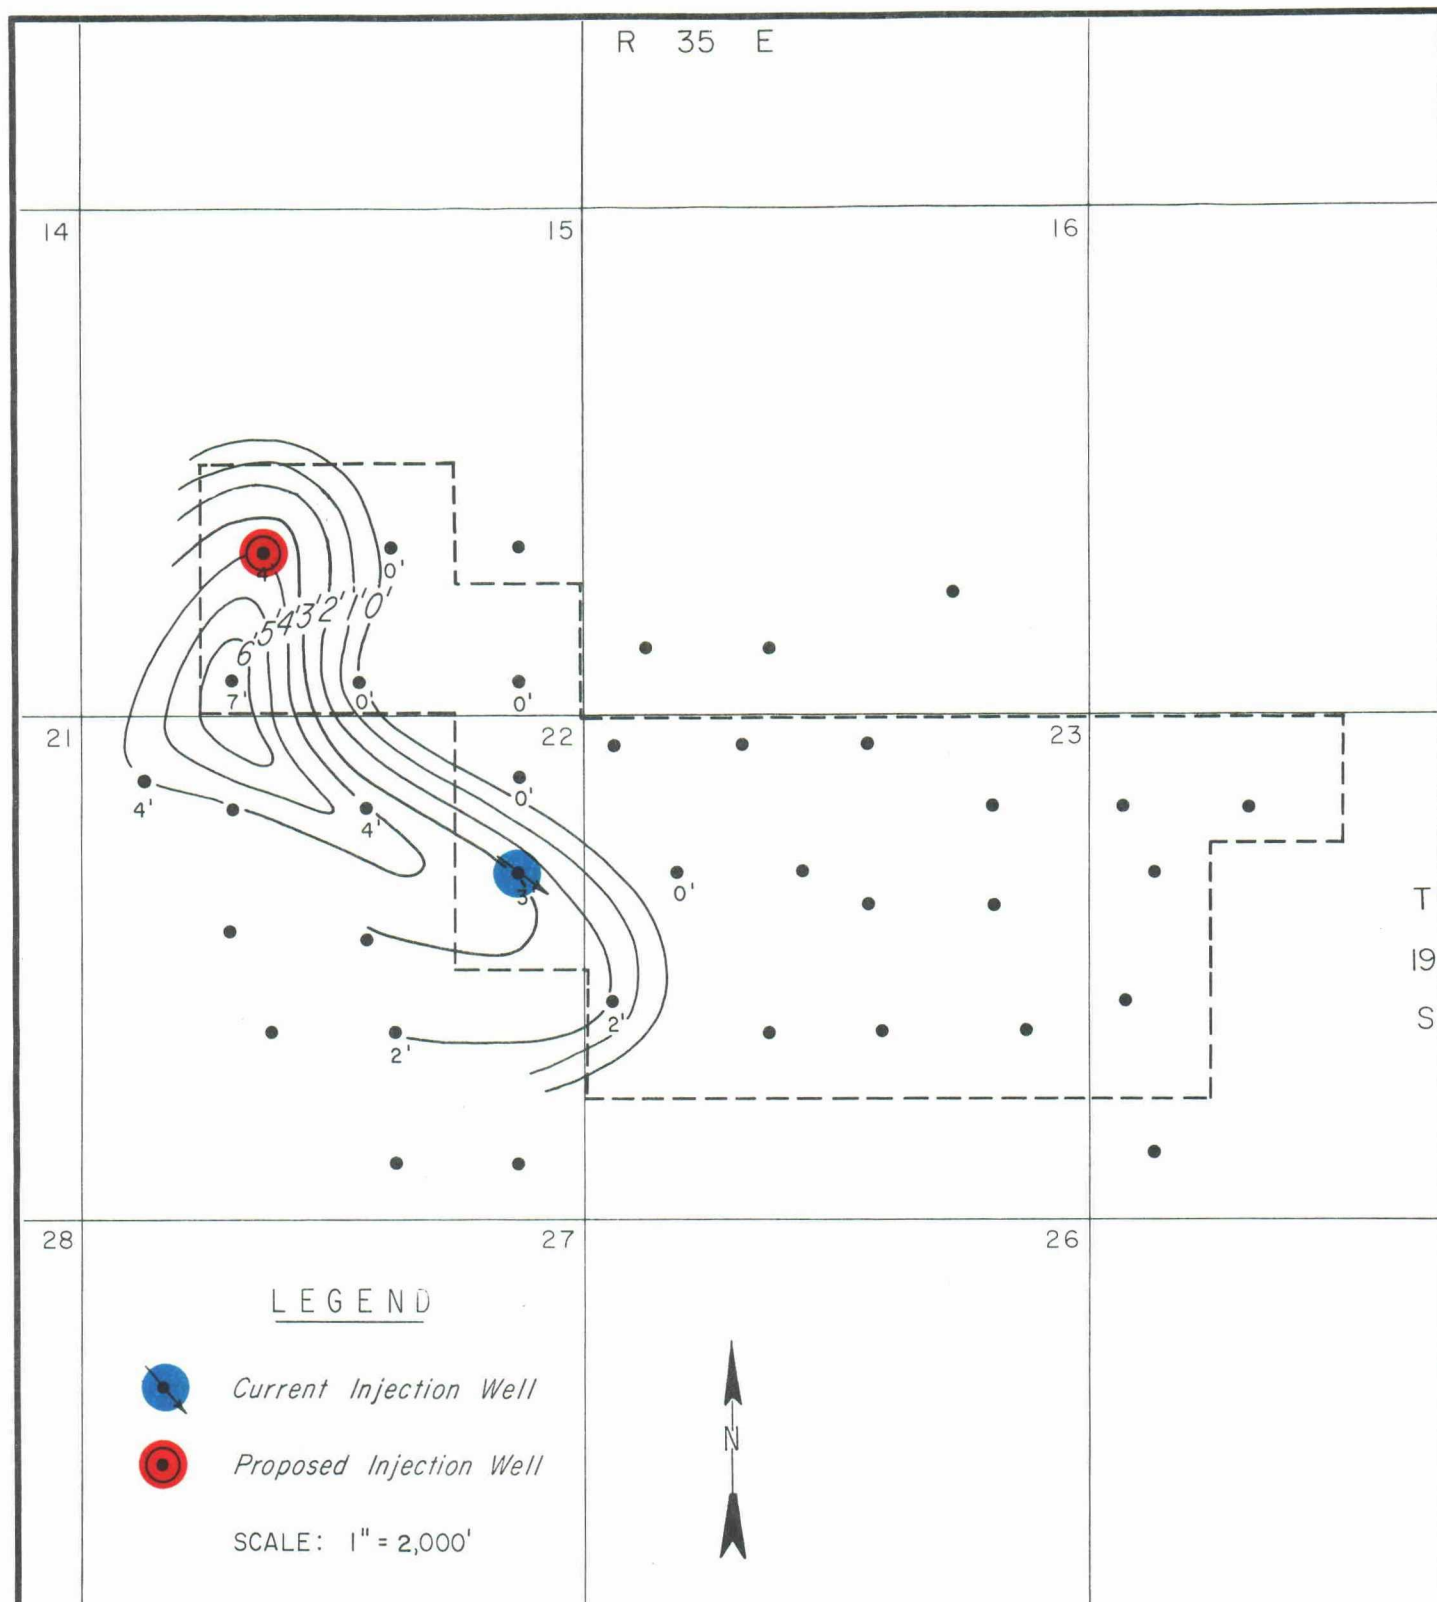 R 35 E
14
15
16
4'
0'
6' 5' 4' 3' 2' 1' 0'
7'
0'
0'
21
22
23
0'
4'
4'
3'
0'
T
19
S
2'
2'
28
27
26
LEGEND
Current Injection Well
Proposed Injection Well
N
SCALE: 1" = 2,000'